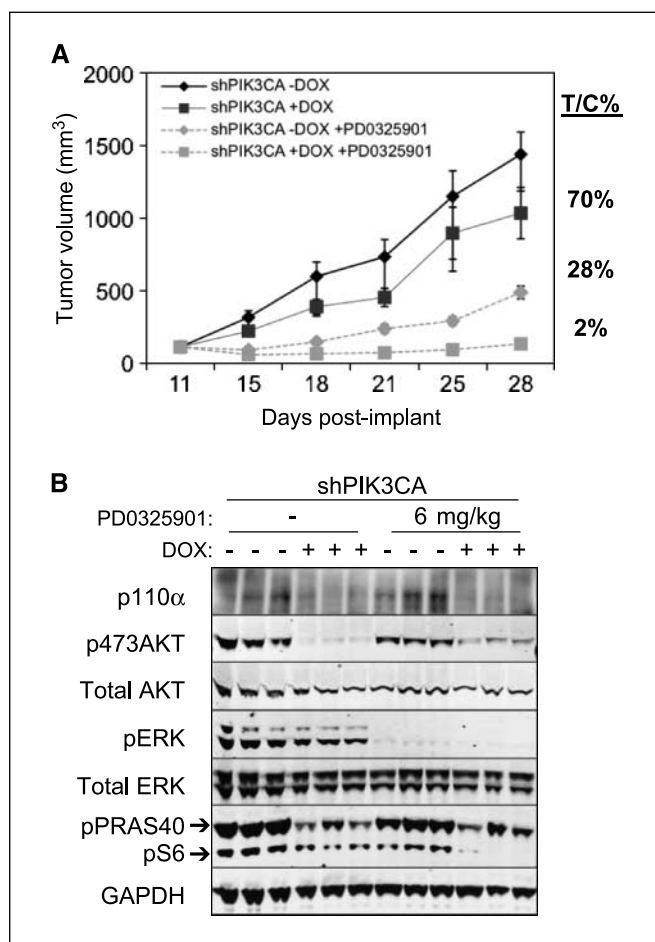 A
2000
1500
1000
500
0
Tumor volume (mm³)
shPIK3CA -DOX
shPIK3CA +DOX
shPIK3CA -DOX +PD0325901
shPIK3CA +DOX +PD0325901
T/C%
70%
28%
2%
11 15 18 21 25 28
Days post-implant
B
shPIK3CA
PD0325901: - 6 mg/kg
DOX: - - - + + + - - - + + +
p110α
p473AKT
Total AKT
pERK
Total ERK
pPRAS40
pS6
GAPDH